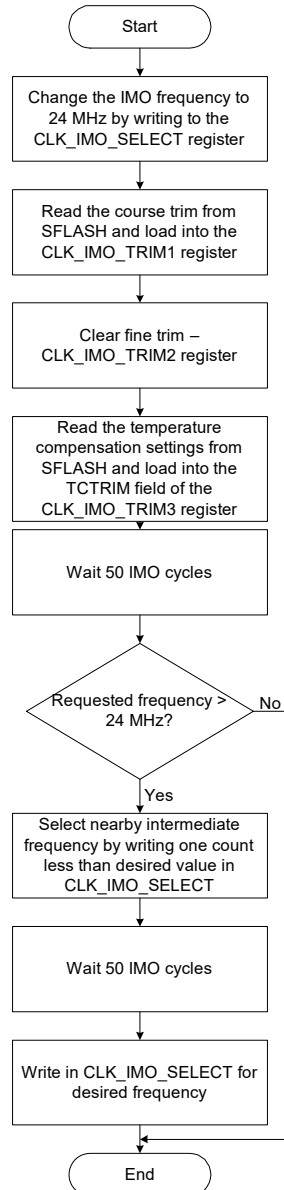 Start
Change the IMO frequency to
24 MHz by writing to the
CLK_IMO_SELECT register
Read the course trim from
SFLASH and load into the
CLK_IMO_TRIM1 register
Clear fine trim –
CLK_IMO_TRIM2 register
Read the temperature
compensation settings from
SFLASH and load into the
TCTRIM field of the
CLK_IMO_TRIM3 register
Wait 50 IMO cycles
Requested frequency >
24 MHz?
No
Yes
Select nearby intermediate
frequency by writing one count
less than desired value in
CLK_IMO_SELECT
Wait 50 IMO cycles
Write in CLK_IMO_SELECT for
desired frequency
End